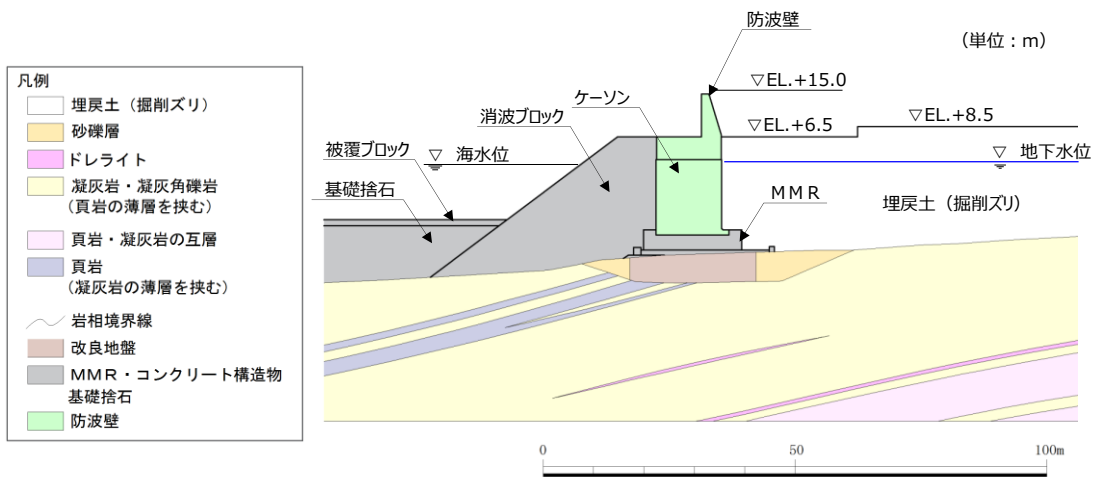 防波壁
(単位:m)
▽EL.+15.0
ケーソン
消波ブロック
▽EL.+8.5
▽EL.+6.5
被覆ブロック
海水位
地下水位
基礎捨石
MMR
埋戻土(掘削ズリ)
凡例
埋戻土(掘削ズリ)
砂礫層
ドレライト
凝灰岩・凝灰角礫岩
(頁岩の薄層を挟む)
頁岩・凝灰岩の互層
頁岩
(凝灰岩の薄層を挟む)
岩相境界線
改良地盤
MMR・コンクリート構造物
基礎捨石
防波壁
0
50
100m